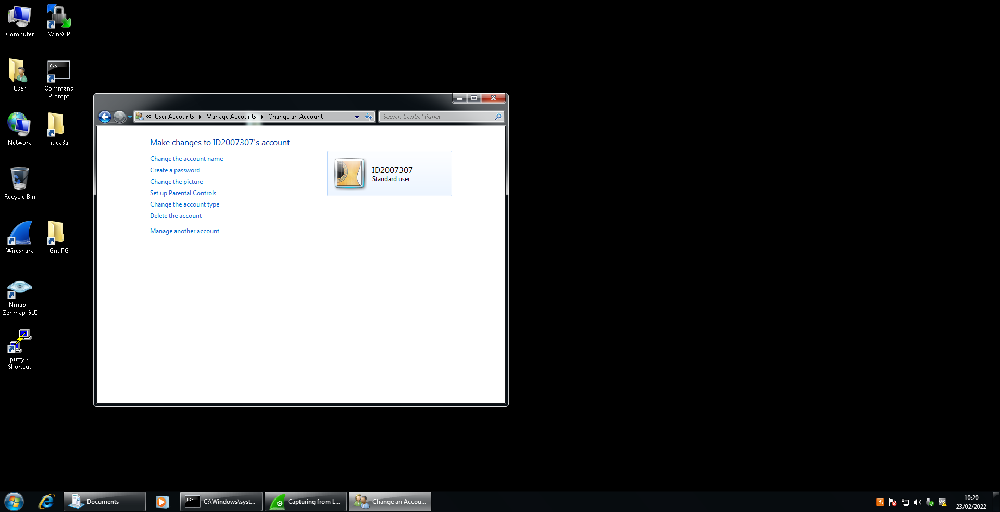 Computer
WinSCP
User
Command
Prompt
Network
idea3a
Recycle Bin
Wireshark
GnuPG
Nmap -
Zenmap GUI
putty -
Shortcut
« User Accounts Manage Accounts Change an Account
Search Control Panel
Make changes to ID2007307's account
Change the account name
Create a password
Change the picture
Set up Parental Controls
Change the account type
Delete the account
Manage another account
ID2007307
Standard user
Documents
C:\Windows\syst...
Capturing from L...
Change an Accou...
10:20
23/02/2022